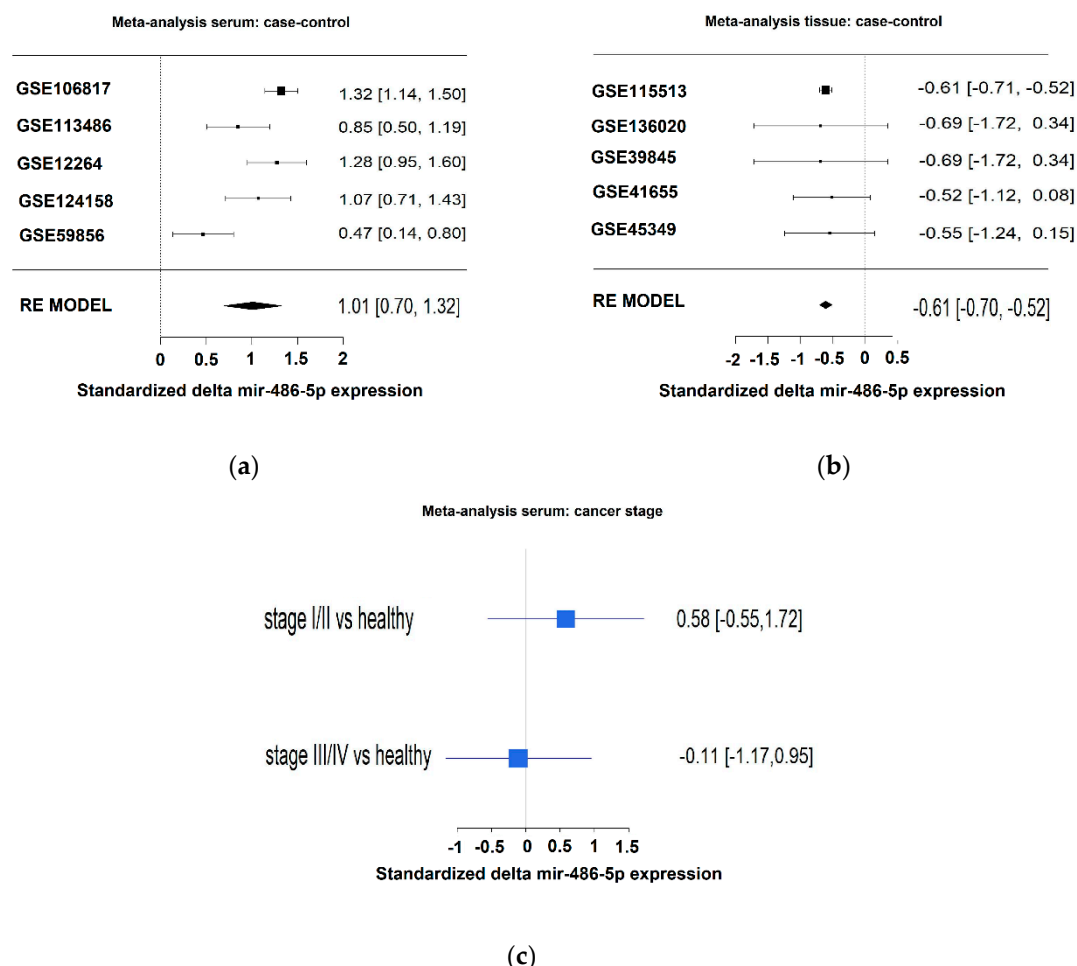 Meta-analysis serum: case-control
GSE106817 1.32 [1.14, 1.50]
GSE113486 0.85 [0.50, 1.19]
GSE12264 1.28 [0.95, 1.60]
GSE124158 1.07 [0.71, 1.43]
GSE59856 0.47 [0.14, 0.80]
RE MODEL 1.01 [0.70, 1.32]
0 0.5 1 1.5 2
Standardized delta mir-486-5p expression
(a)
Meta-analysis tissue: case-control
GSE115513 -0.61 [-0.71, -0.52]
GSE136020 -0.69 [-1.72, 0.34]
GSE39845 -0.69 [-1.72, 0.34]
GSE41655 -0.52 [-1.12, 0.08]
GSE45349 -0.55 [-1.24, 0.15]
RE MODEL -0.61 [-0.70, -0.52]
-2 -1.5 -1 -0.5 0 0.5
Standardized delta mir-486-5p expression
(b)
Meta-analysis serum: cancer stage
stage I/II vs healthy 0.58 [-0.55,1.72]
stage III/IV vs healthy -0.11 [-1.17,0.95]
-1 -0.5 0 0.5 1 1.5
Standardized delta mir-486-5p expression
(c)